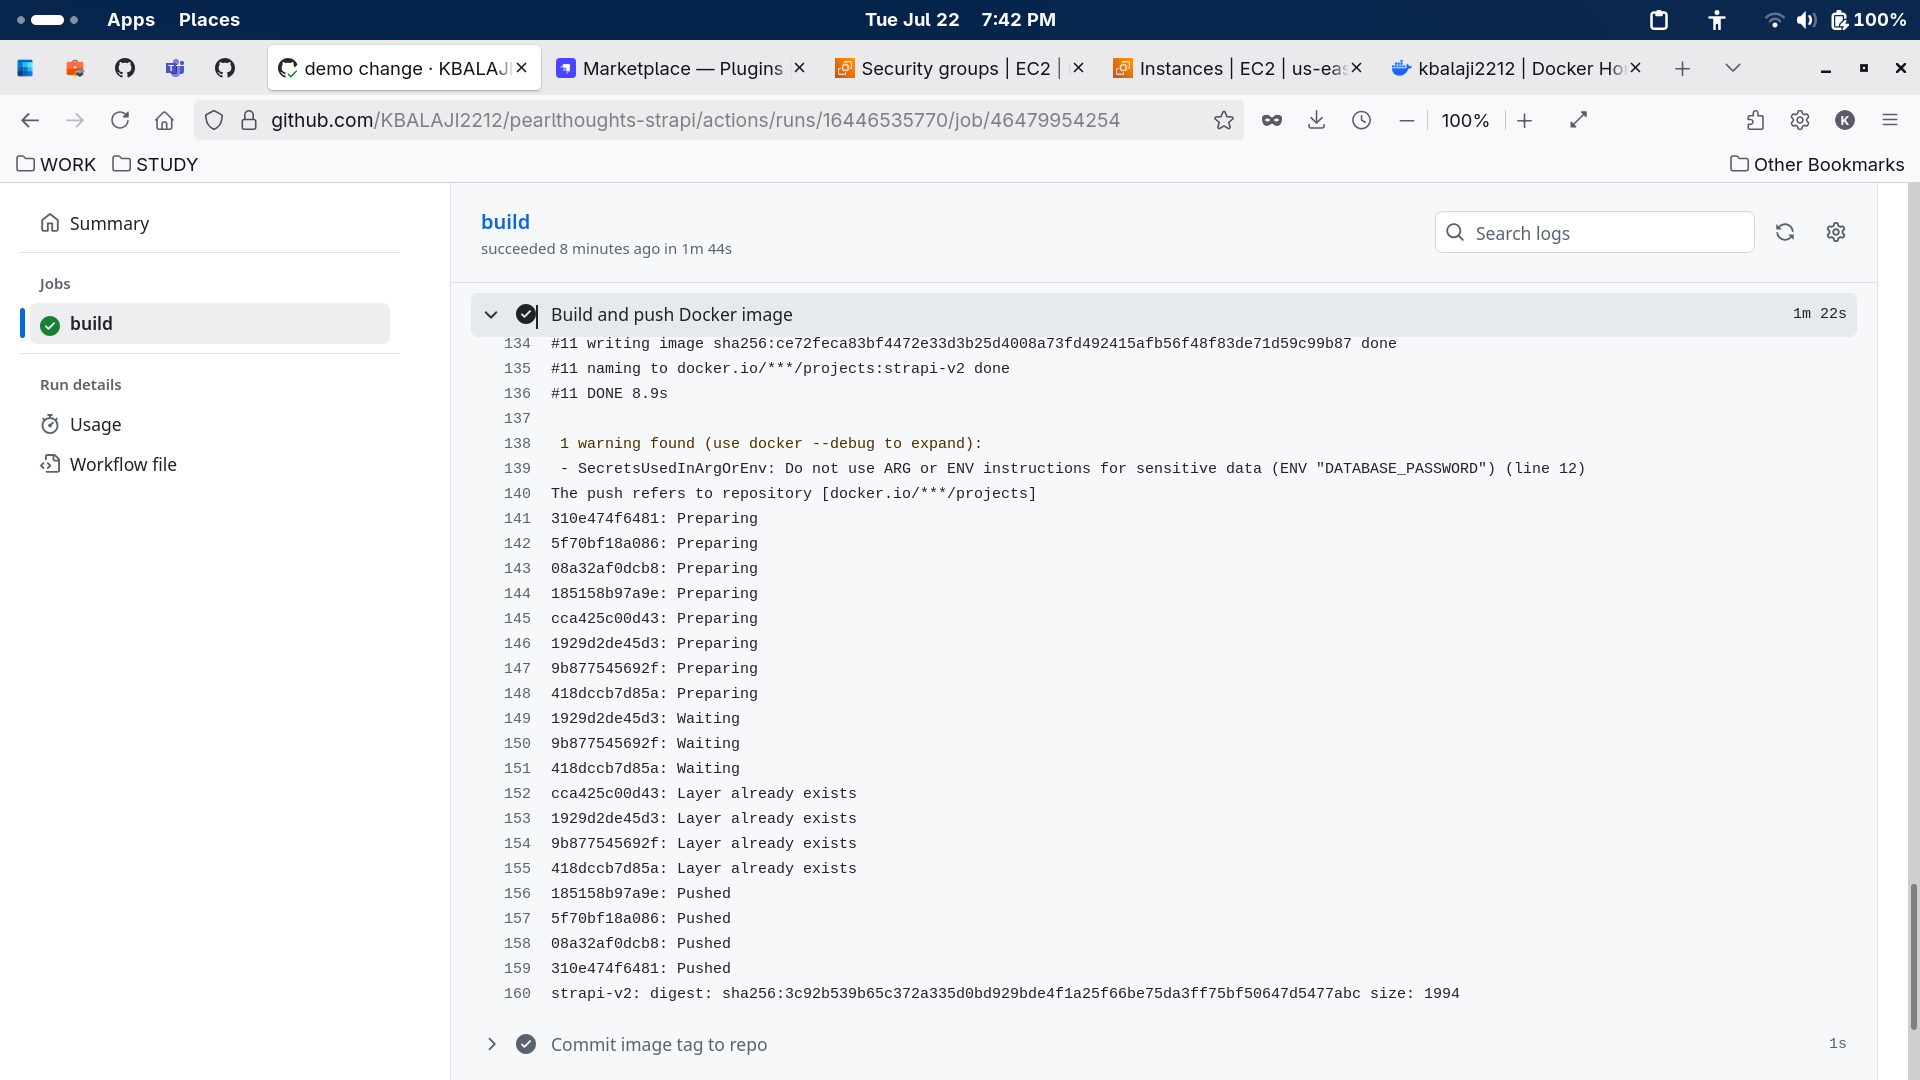 Apps Places Tue Jul 22 7:42 PM 100%
demo change · KBALAJI Marketplace — Plugins Security groups | EC2 | Instances | EC2 | us-eas kbalaji2212 | Docker Ho
github.com/KBALAJI2212/pearlthoughts-strapi/actions/runs/16446535770/job/46479954254 100% K
WORK STUDY Other Bookmarks
Summary
Jobs
build
Run details
Usage
Workflow file
build
succeeded 8 minutes ago in 1m 44s
Search logs
Build and push Docker image 1m 22s
134 #11 writing image sha256:ce72feca83bf4472e33d3b25d4008a73fd492415afb56f48f83de71d59c99b87 done
135 #11 naming to docker.io/***/projects:strapi-v2 done
136 #11 DONE 8.9s
137
138 1 warning found (use docker --debug to expand):
139 - SecretsUsedInArgOrEnv: Do not use ARG or ENV instructions for sensitive data (ENV "DATABASE_PASSWORD") (line 12)
140 The push refers to repository [docker.io/***/projects]
141 310e474f6481: Preparing
142 5f70bf18a086: Preparing
143 08a32af0dcb8: Preparing
144 185158b97a9e: Preparing
145 cca425c00d43: Preparing
146 1929d2de45d3: Preparing
147 9b877545692f: Preparing
148 418dccb7d85a: Preparing
149 1929d2de45d3: Waiting
150 9b877545692f: Waiting
151 418dccb7d85a: Waiting
152 cca425c00d43: Layer already exists
153 1929d2de45d3: Layer already exists
154 9b877545692f: Layer already exists
155 418dccb7d85a: Layer already exists
156 185158b97a9e: Pushed
157 5f70bf18a086: Pushed
158 08a32af0dcb8: Pushed
159 310e474f6481: Pushed
160 strapi-v2: digest: sha256:3c92b539b65c372a335d0bd929bde4f1a25f66be75da3ff75bf50647d5477abc size: 1994
Commit image tag to repo 1s